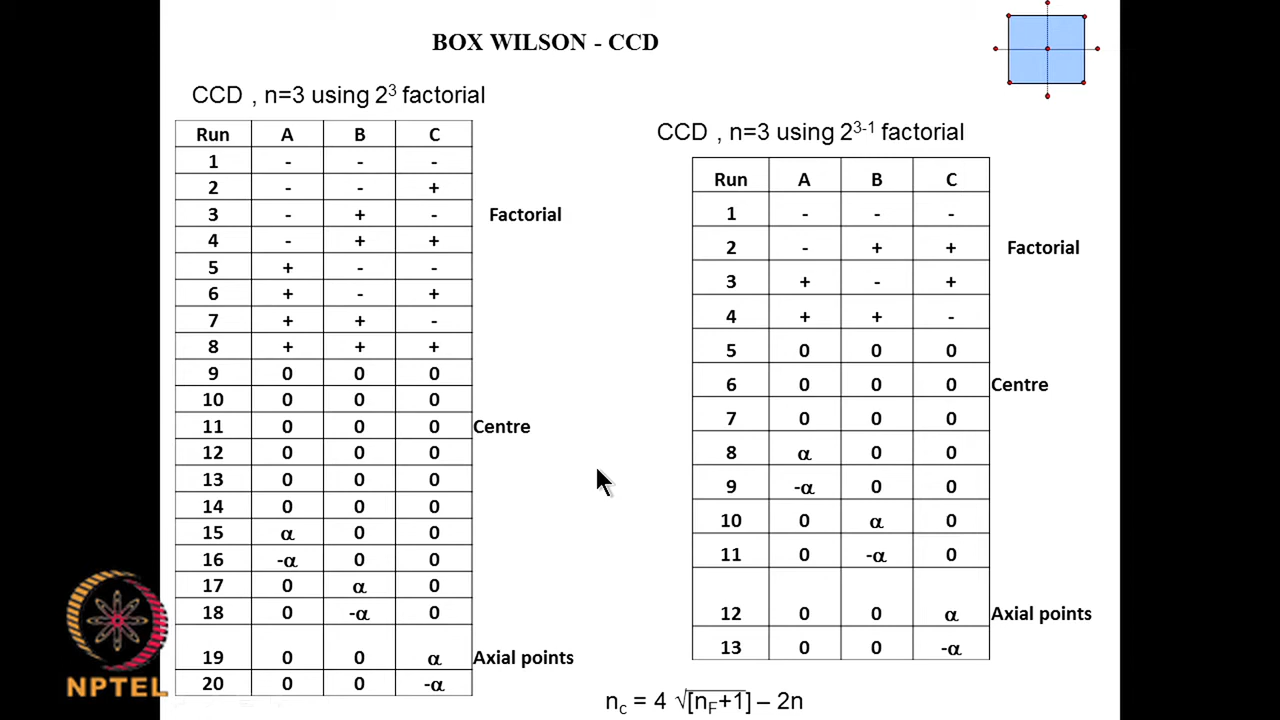 BOX WILSON - CCD
CCD , n=3 using 2³ factorial
Run A B C
1 - - -
2 - - +
3 - + -
4 - + +
5 + - -
6 + - +
7 + + -
8 + + +
9 0 0 0
10 0 0 0
11 0 0 0
12 0 0 0
13 0 0 0
14 0 0 0
15 α 0 0
16 -α 0 0
17 0 α 0
18 0 -α 0
19 0 0 α
20 0 0 -α
Factorial
Centre
Axial points
CCD , n=3 using 2³⁻¹ factorial
Run A B C
1 - - -
2 - + +
3 + - +
4 + + -
5 0 0 0
6 0 0 0
7 0 0 0
8 α 0 0
9 -α 0 0
10 0 α 0
11 0 -α 0
12 0 0 α
13 0 0 -α
Factorial
Centre
Axial points
n_c = 4 √[n_F+1] – 2n
NPTEL